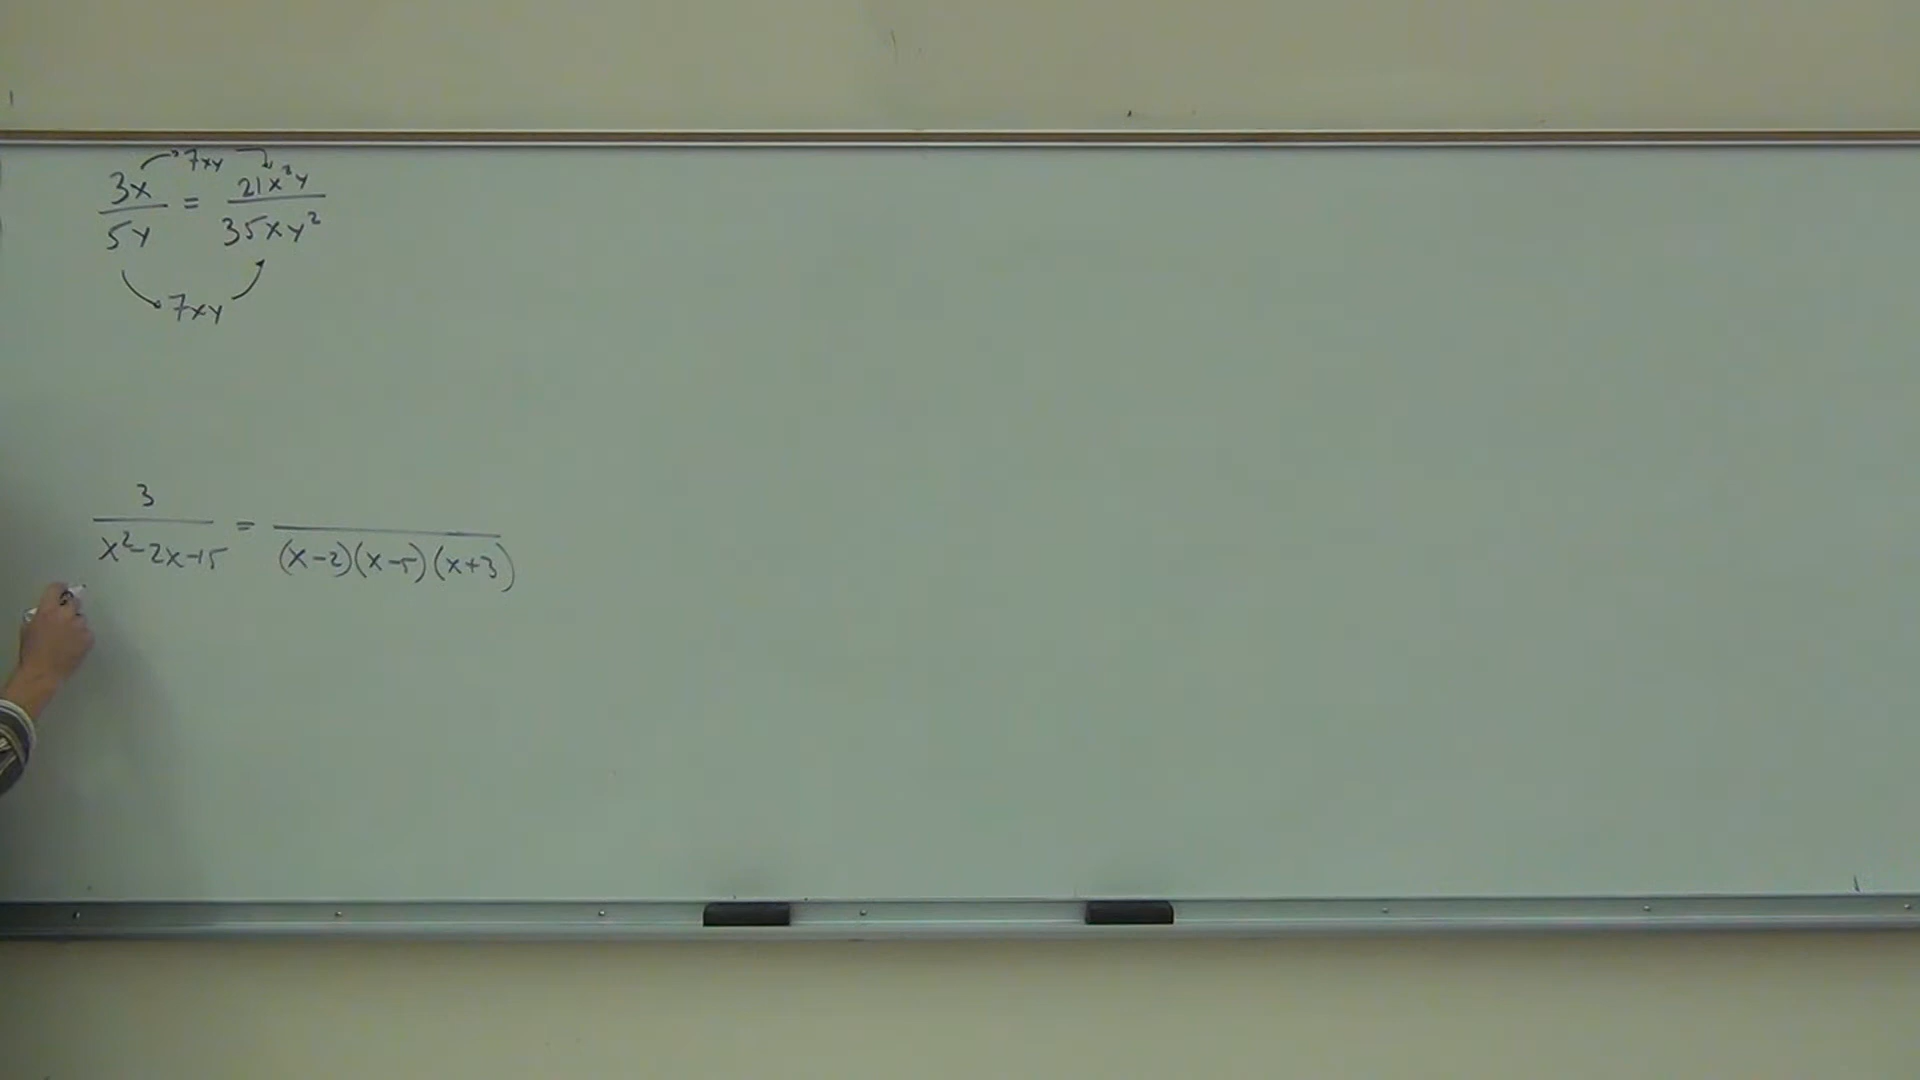 7xy
3x = 21x²y
5y 35xy²
7xy
3
x²-2x-15 = (x-2)(x-5)(x+3)